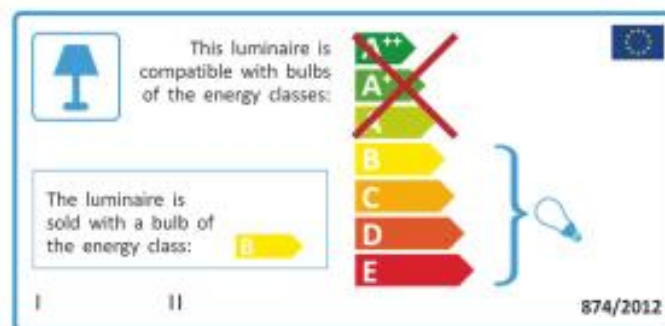 This luminaire is
compatible with bulbs
of the energy classes:
A++
A+
A
B
C
D
E
The luminaire is
sold with a bulb of
the energy class:
B
I II
874/2012